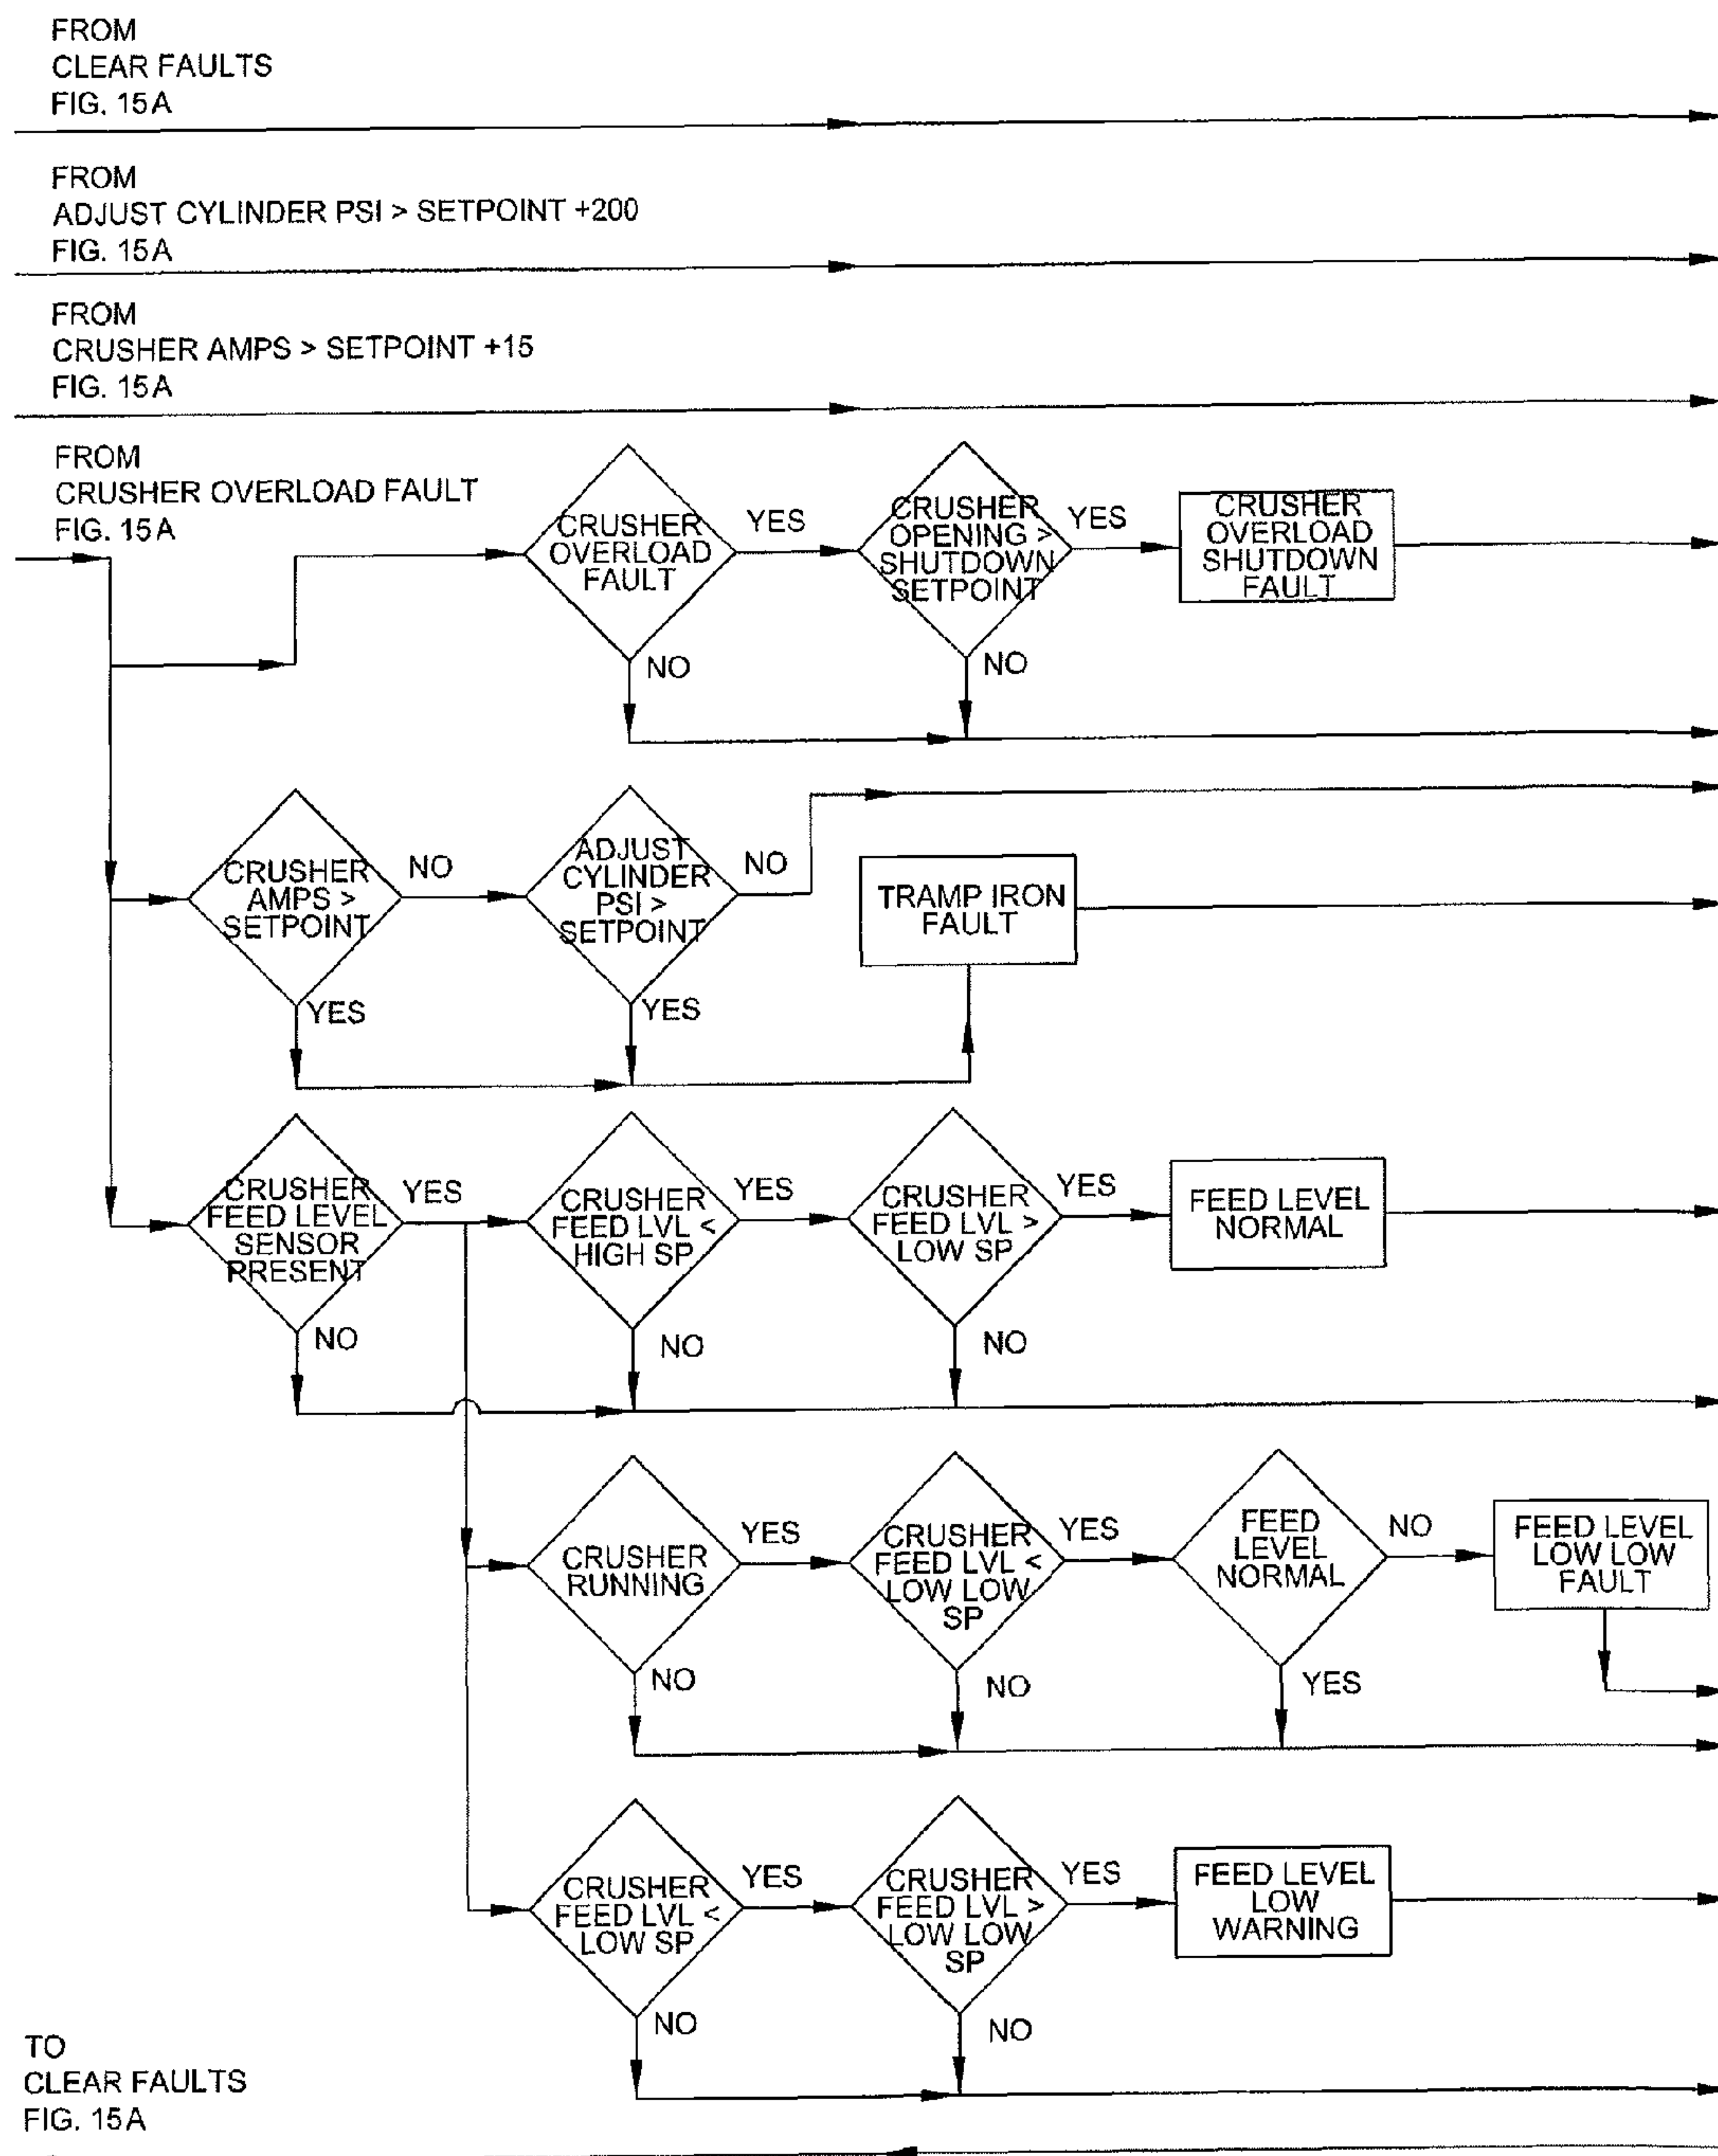 FROM
CLEAR FAULTS
FIG. 15A
FROM
ADJUST CYLINDER PSI > SETPOINT +200
FIG. 15A
FROM
CRUSHER AMPS > SETPOINT +15
FIG. 15A
FROM
CRUSHER OVERLOAD FAULT
FIG. 15A
CRUSHER
OVERLOAD
FAULT
YES
NO
CRUSHER
OPENING >
SHUTDOWN
SETPOINT
YES
NO
CRUSHER
OVERLOAD
SHUTDOWN
FAULT
CRUSHER
AMPS >
SETPOINT
NO
YES
ADJUST
CYLINDER
PSI >
SETPOINT
NO
YES
TRAMP IRON
FAULT
CRUSHER
FEED LEVEL
SENSOR
PRESENT
YES
NO
CRUSHER
FEED LVL <
HIGH SP
YES
NO
CRUSHER
FEED LVL >
LOW SP
YES
NO
FEED LEVEL
NORMAL
CRUSHER
RUNNING
YES
NO
CRUSHER
FEED LVL <
LOW LOW
SP
YES
NO
FEED
LEVEL
NORMAL
NO
YES
FEED LEVEL
LOW LOW
FAULT
CRUSHER
FEED LVL <
LOW SP
YES
NO
CRUSHER
FEED LVL >
LOW LOW
SP
YES
NO
FEED LEVEL
LOW
WARNING
TO
CLEAR FAULTS
FIG. 15A